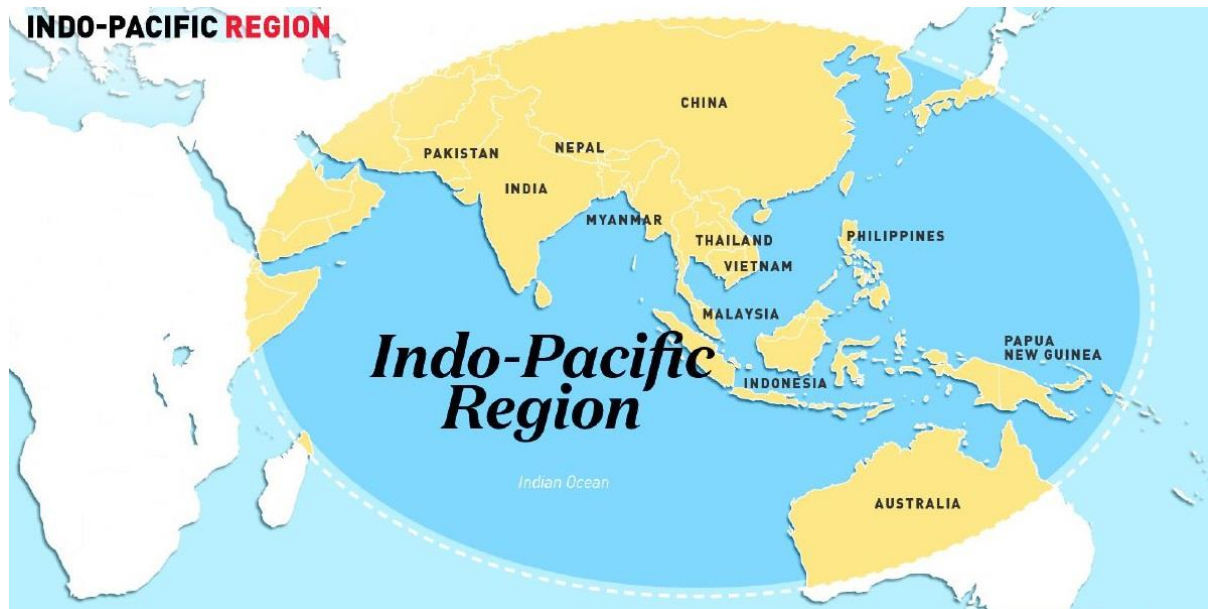 INDO-PACIFIC REGION
CHINA
NEPAL
PAKISTAN
INDIA
MYANMAR
THAILAND
PHILIPPINES
VIETNAM
MALAYSIA
Indo-Pacific
Region
PAPUA
NEW GUINEA
INDONESIA
Indian Ocean
AUSTRALIA